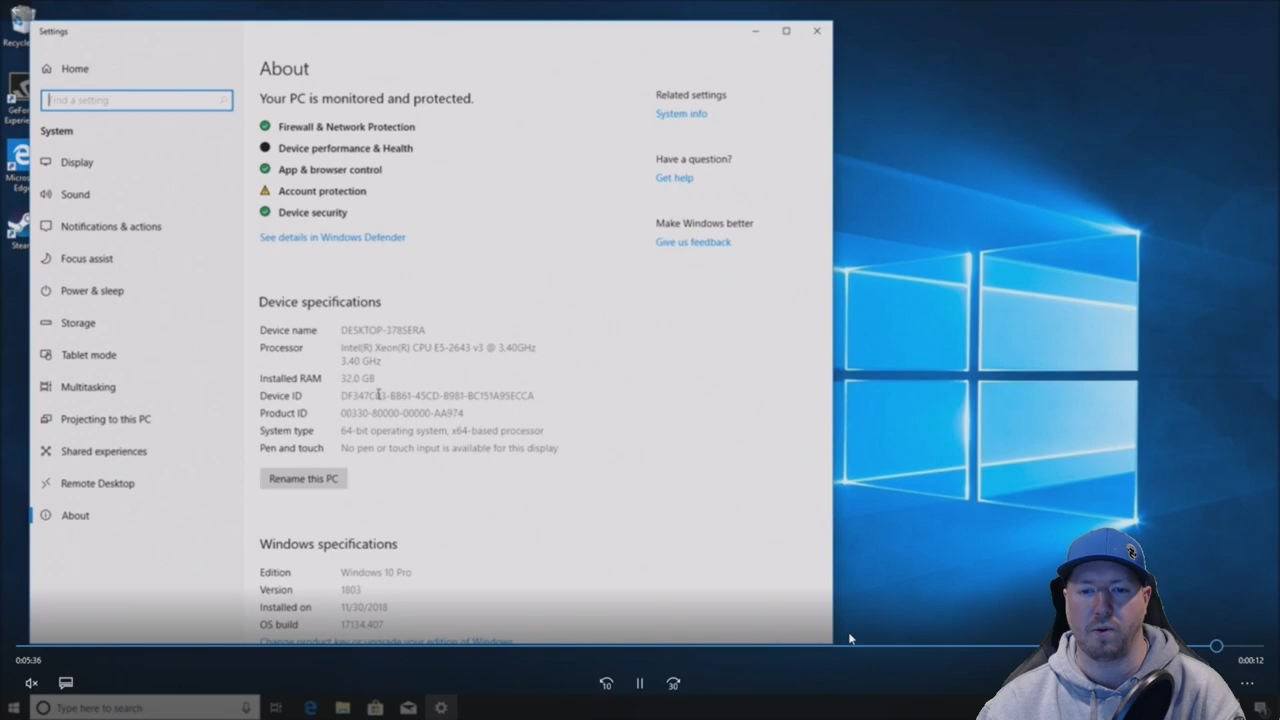 Settings
Home
Find a setting
System
Display
Sound
Notifications & actions
Focus assist
Power & sleep
Storage
Tablet mode
Multitasking
Projecting to this PC
Shared experiences
Remote Desktop
About
About
Your PC is monitored and protected.
Firewall & Network Protection
Device performance & Health
App & browser control
Account protection
Device security
See details in Windows Defender
Device specifications
Device name DESKTOP-378SERA
Processor Intel(R) Xeon(R) CPU E5-2643 v3 @ 3.40GHz
3.40 GHz
Installed RAM 32.0 GB
Device ID
Product ID 00330-80000-00000-AA974
System type 64-bit operating system, x64-based processor
Pen and touch No pen or touch input is available for this display
Rename this PC
Windows specifications
Edition Windows 10 Pro
Version 1803
Installed on 11/30/2018
OS build 17134.407
Change product key or upgrade your edition of Windows
Related settings
System info
Have a question?
Get help
Make Windows better
Give us feedback
0:05:36
10
30
0:00:12
Type here to search